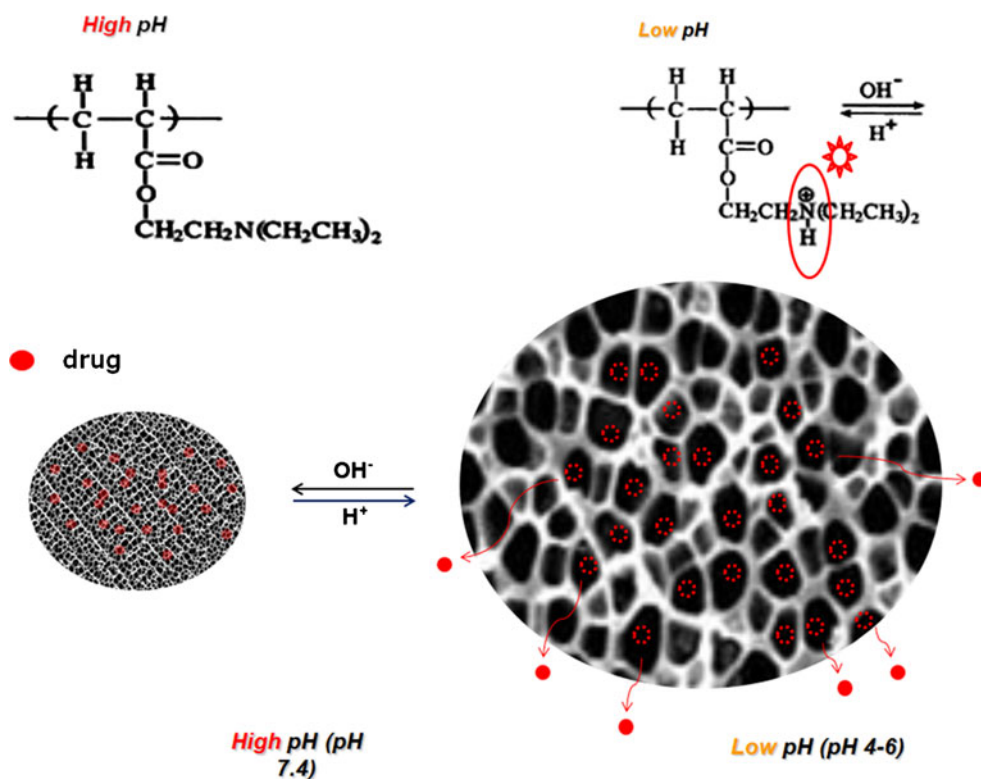 High pH
Low pH
H H
—(C—C)—
H C=O
O
CH₂CH₂N(CH₂CH₃)₂
H H
—(C—C)—
H C=O
O
CH₂CH₂N(CH₂CH₃)₂
⊕
H
OH⁻
H⁺
drug
OH⁻
H⁺
High pH (pH
7.4)
Low pH (pH 4-6)